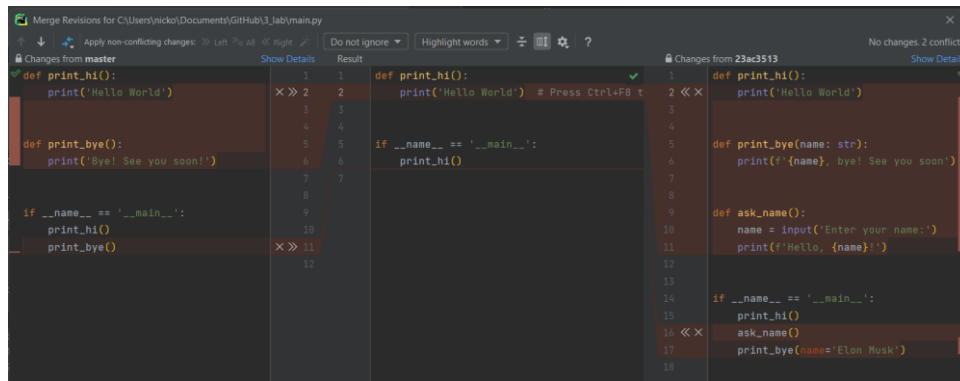 Merge Revisions for C:\Users\nicko\Documents\GitHub\3_lab\main.py
Apply non-conflicting changes: Left All Right Do not ignore Highlight words ? No changes. 2 conflict
Changes from master Show Details Result Changes from 23ac3513 Show Detai
def print_hi():
    print('Hello World')
def print_bye():
    print('Bye! See you soon!')
if __name__ == '__main__':
    print_hi()
    print_bye()
1
2
3
4
5
6
7
8
9
10
11
12
1
2
3
4
5
6
7
def print_hi():
    print('Hello World')  # Press Ctrl+F8 t
if __name__ == '__main__':
    print_hi()
1
2
3
4
5
6
7
8
9
10
11
12
13
14
15
16
17
18
def print_hi():
    print('Hello World')
def print_bye(name: str):
    print(f'{name}, bye! See you soon')
def ask_name():
    name = input('Enter your name:')
    print(f'Hello, {name}!')
if __name__ == '__main__':
    print_hi()
    ask_name()
    print_bye(name='Elon Musk')